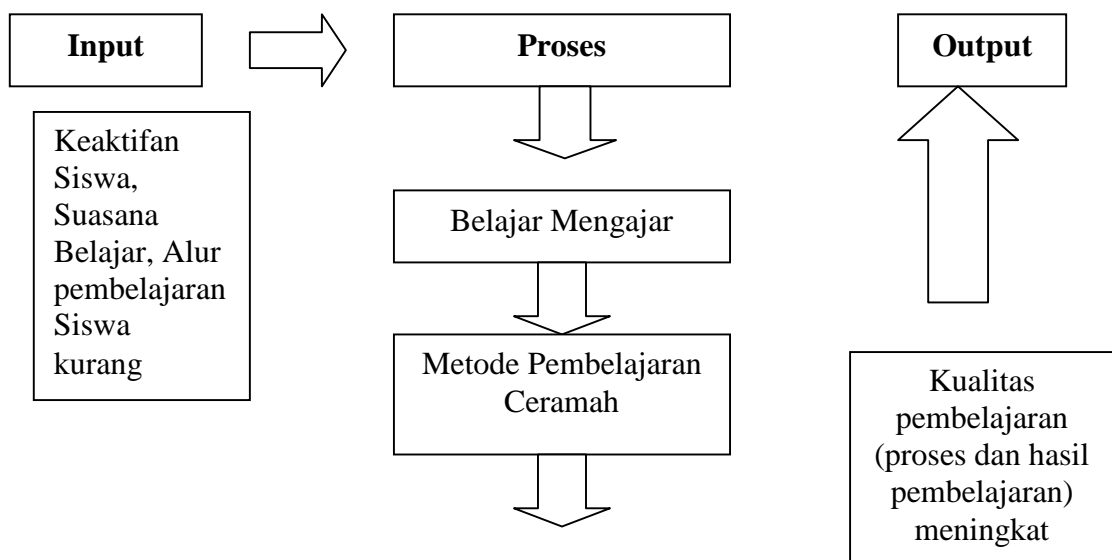 Input
Proses
Output
Keaktifan
Siswa,
Suasana
Belajar, Alur
pembelajaran
Siswa
kurang
Belajar Mengajar
Metode Pembelajaran
Ceramah
Kualitas
pembelajaran
(proses dan hasil
pembelajaran)
meningkat